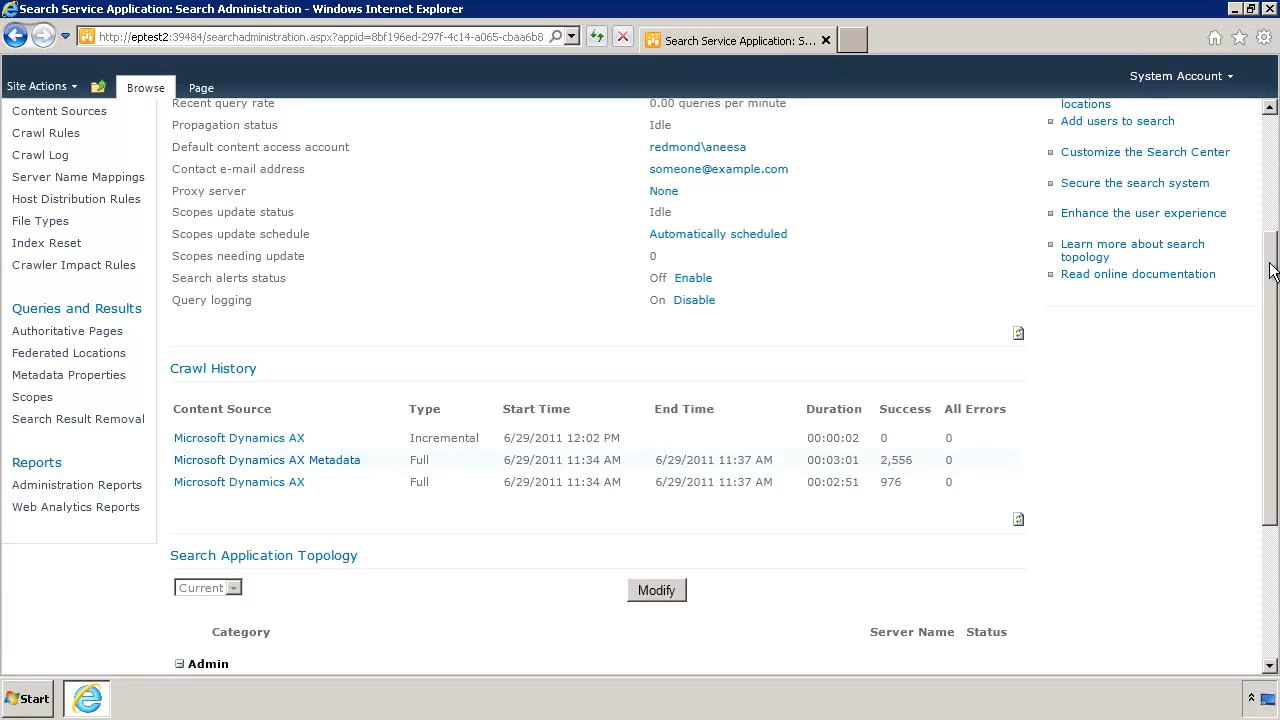 Search Service Application: Search Administration - Windows Internet Explorer
http://eptest2:39484/searchadministration.aspx?appid=8bf196ed-297f-4c14-a065-cbaa6b8
Search Service Application: S...
Site Actions
Browse
Page
System Account
Content Sources
Crawl Rules
Crawl Log
Server Name Mappings
Host Distribution Rules
File Types
Index Reset
Crawler Impact Rules
Queries and Results
Authoritative Pages
Federated Locations
Metadata Properties
Scopes
Search Result Removal
Reports
Administration Reports
Web Analytics Reports
Recent query rate 0.00 queries per minute
Propagation status Idle
Default content access account redmond\aneesa
Contact e-mail address someone@example.com
Proxy server None
Scopes update status Idle
Scopes update schedule Automatically scheduled
Scopes needing update 0
Search alerts status Off Enable
Query logging On Disable
Crawl History
Content Source Type Start Time End Time Duration Success All Errors
Microsoft Dynamics AX Incremental 6/29/2011 12:02 PM 00:00:02 0 0
Microsoft Dynamics AX Metadata Full 6/29/2011 11:34 AM 6/29/2011 11:37 AM 00:03:01 2,556 0
Microsoft Dynamics AX Full 6/29/2011 11:34 AM 6/29/2011 11:37 AM 00:02:51 976 0
Search Application Topology
Current
Modify
Category Server Name Status
Admin
locations
Add users to search
Customize the Search Center
Secure the search system
Enhance the user experience
Learn more about search
topology
Read online documentation
Start